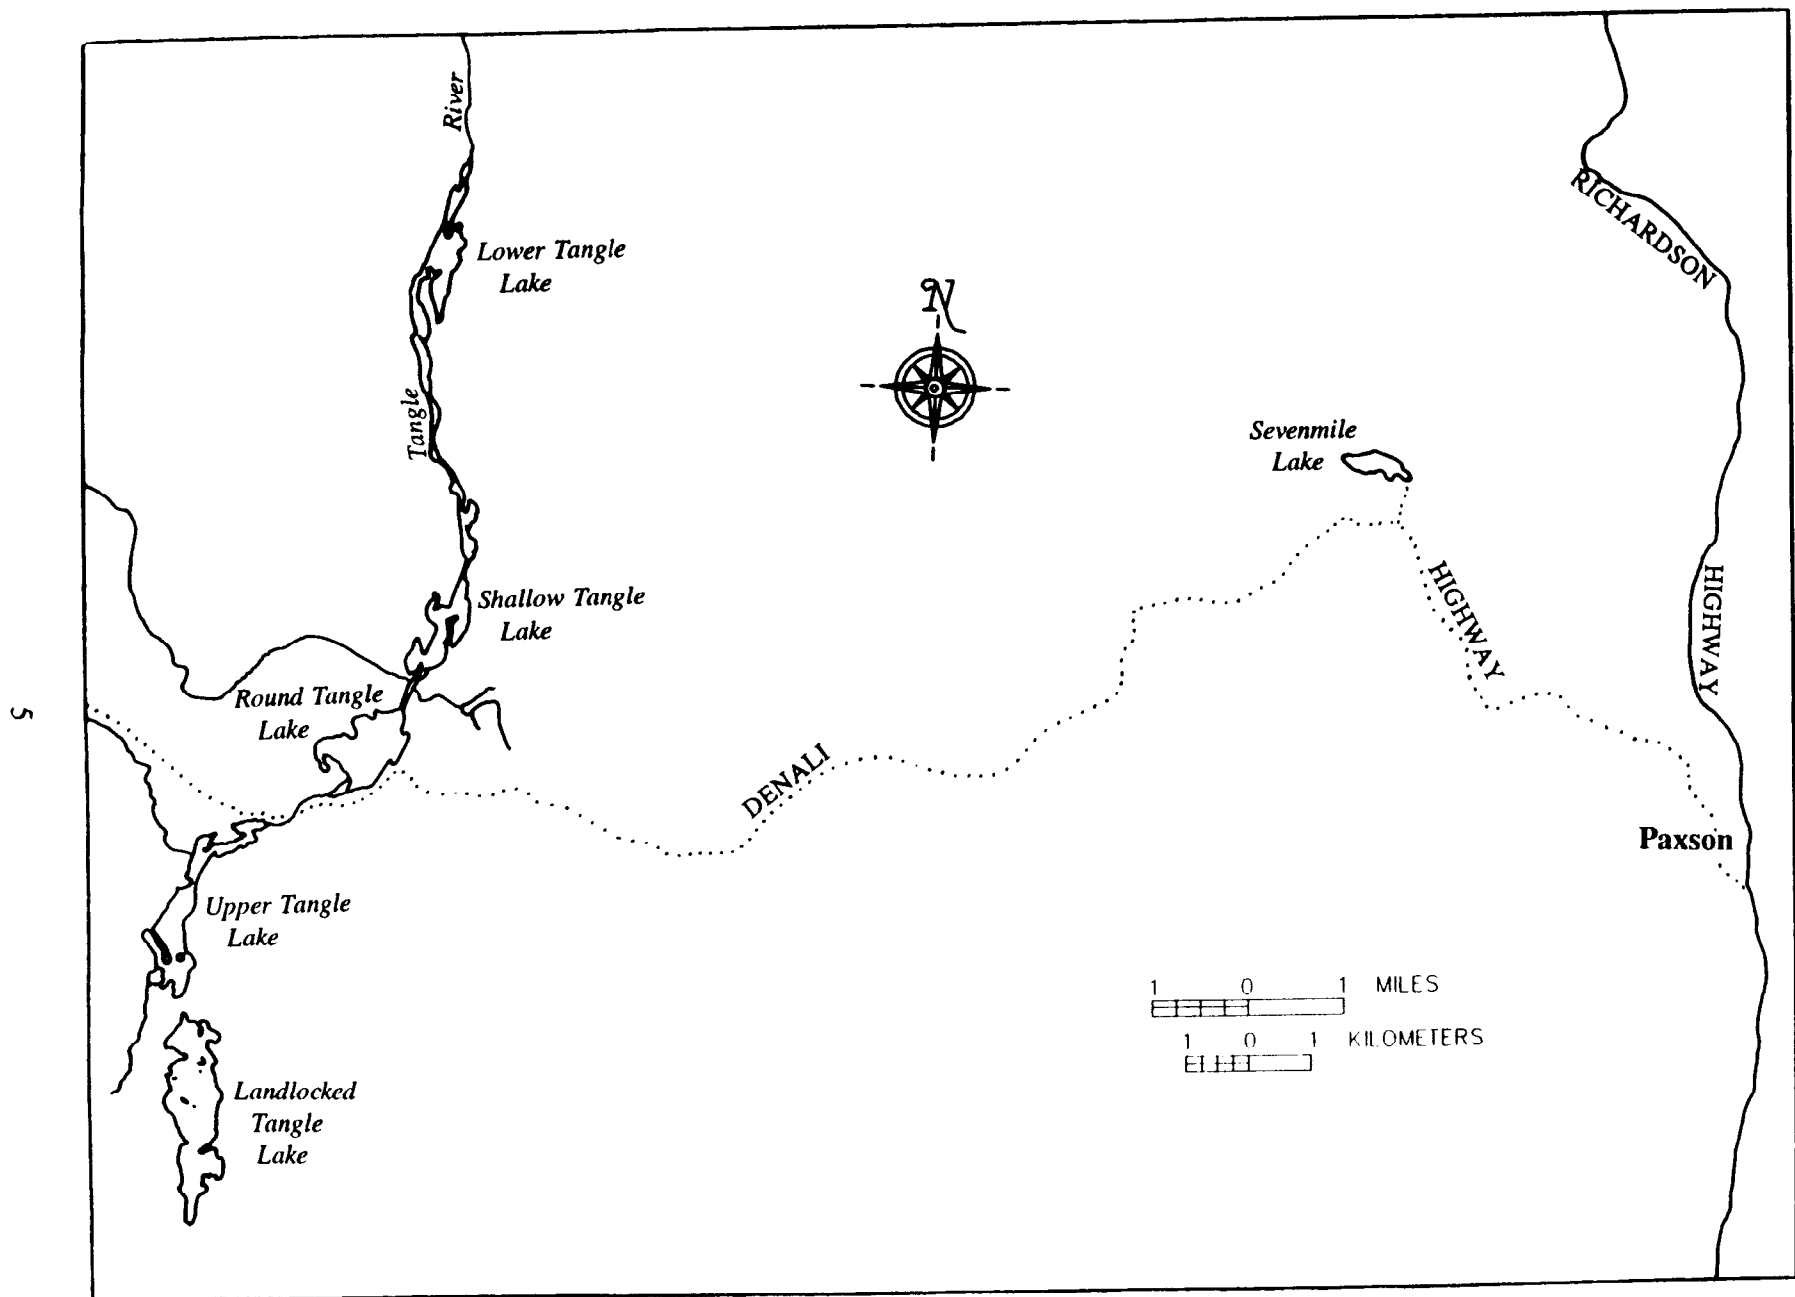 River
RICHARDSON
Lower Tangle
Lake
N
Tangle
Sevenmile
Lake
HIGHWAY
HIGHWAY
Shallow Tangle
Lake
Round Tangle
Lake
5
DENALI
Paxson
Upper Tangle
Lake
1 0 1 MILES
1 0 1 KILOMETERS
Landlocked
Tangle
Lake